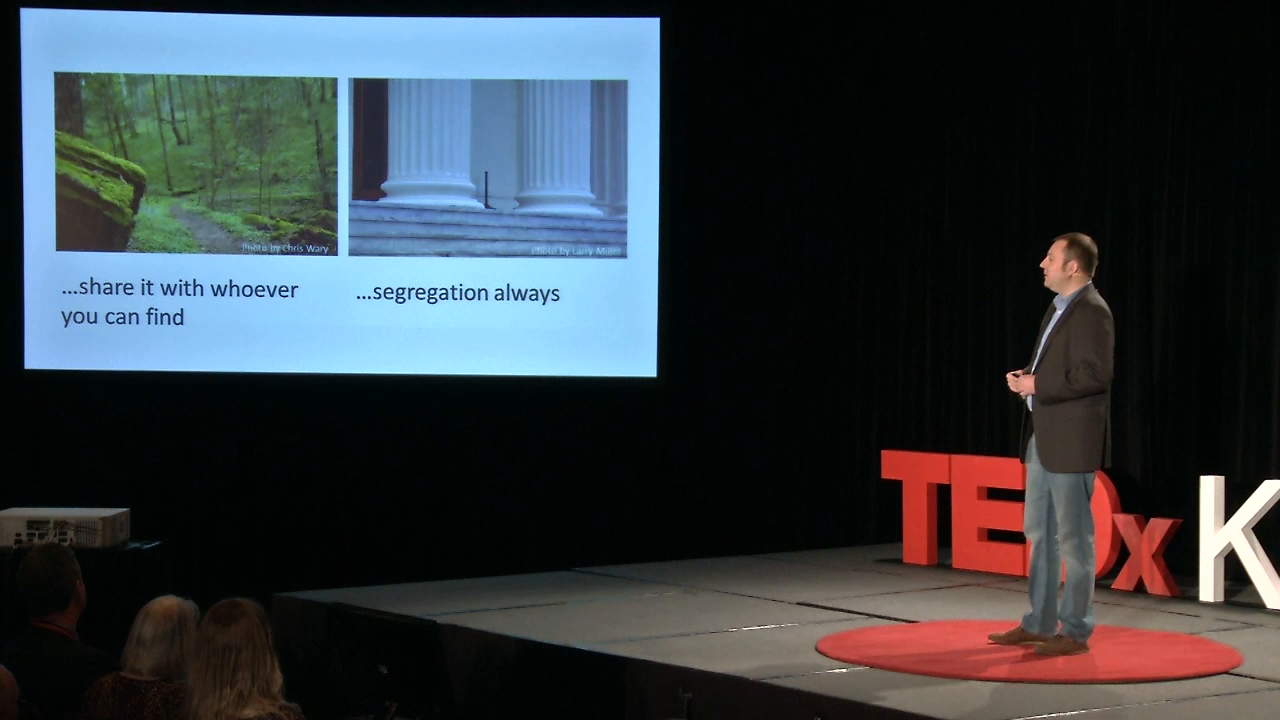 Photo by Chris Wary
Photo by Larry Miller
...share it with whoever
you can find
...segregation always
TEDx K